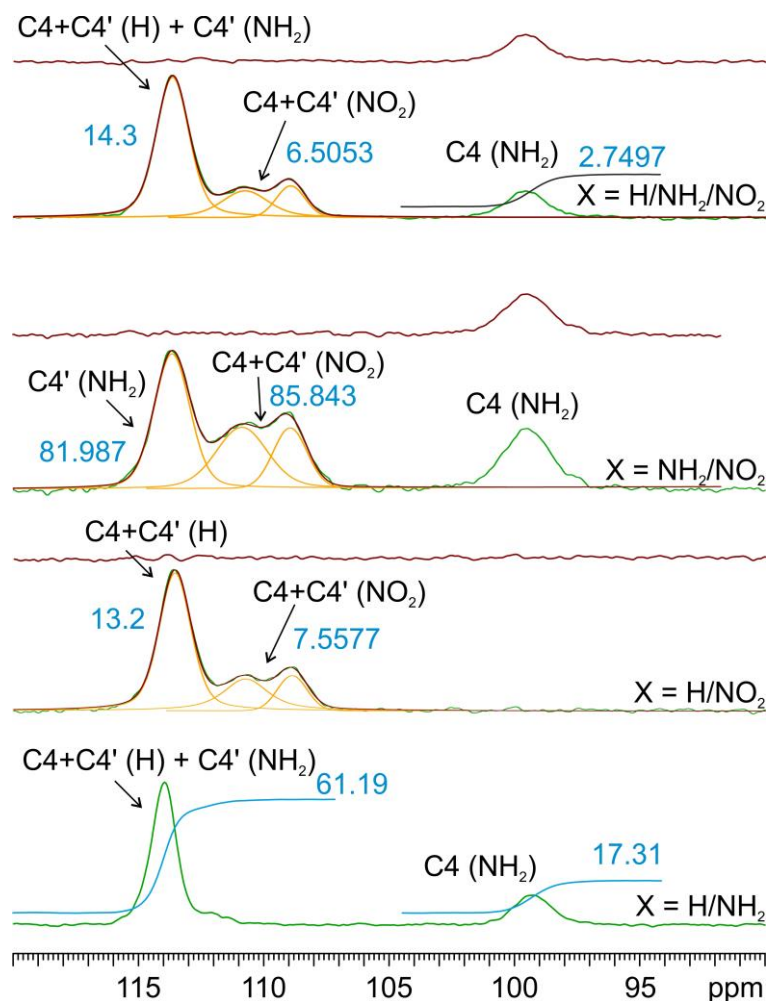 C4+C4' (H) + C4' (NH₂)
C4+C4' (NO₂)
14.3
6.5053
C4 (NH₂)
2.7497
X = H/NH₂/NO₂
C4' (NH₂)
C4+C4' (NO₂)
85.843
81.987
C4 (NH₂)
X = NH₂/NO₂
C4+C4' (H)
C4+C4' (NO₂)
13.2
7.5577
X = H/NO₂
C4+C4' (H) + C4' (NH₂)
61.19
C4 (NH₂)
17.31
X = H/NH₂
115 110 105 100 95 ppm